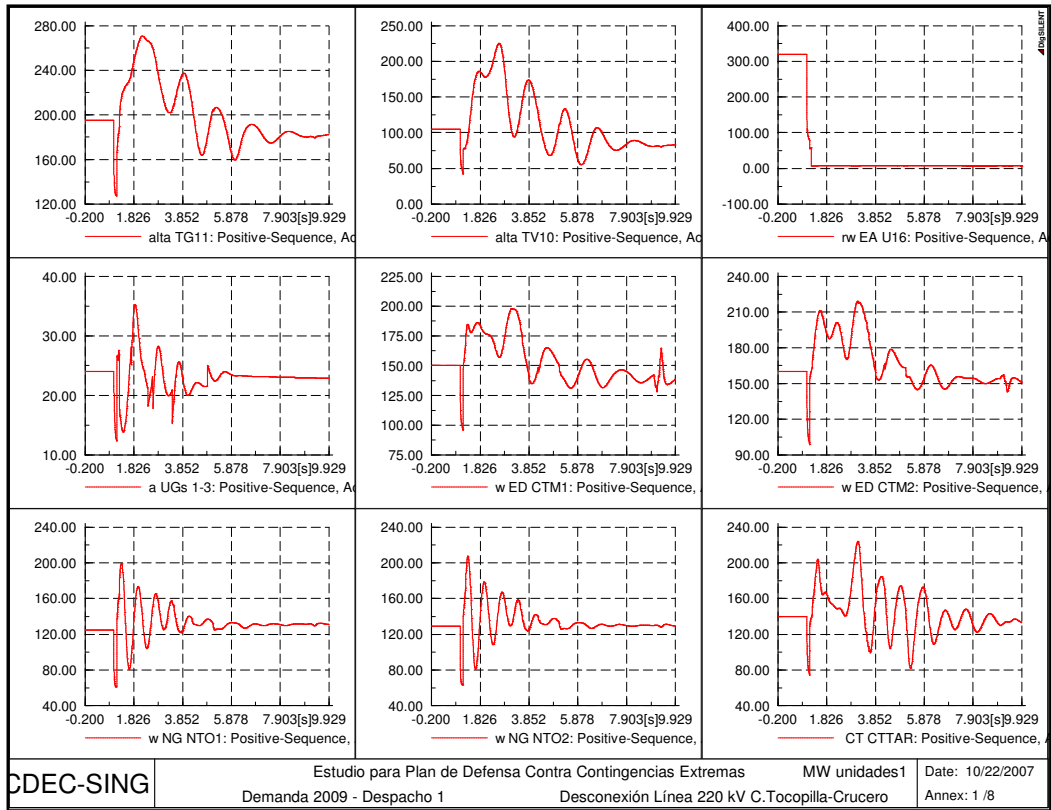 280.00
240.00
200.00
160.00
120.00
-0.200 1.826 3.852 5.878 7.903 [s] 9.929
alta TG11: Positive-Sequence, Ac
250.00
200.00
150.00
100.00
50.00
0.00
-0.200 1.826 3.852 5.878 7.903 [s] 9.929
alta TV10: Positive-Sequence, Ac
400.00
300.00
200.00
100.00
0.00
-100.00
-0.200 1.826 3.852 5.878 7.903 [s] 9.929
rw EA U16: Positive-Sequence, A
DIgSILENT
40.00
30.00
20.00
10.00
-0.200 1.826 3.852 5.878 7.903 [s] 9.929
a UGs 1-3: Positive-Sequence, Ac
225.00
200.00
175.00
150.00
125.00
100.00
75.00
-0.200 1.826 3.852 5.878 7.903 [s] 9.929
w ED CTM1: Positive-Sequence,
240.00
210.00
180.00
150.00
120.00
90.00
-0.200 1.826 3.852 5.878 7.903 [s] 9.929
w ED CTM2: Positive-Sequence,
240.00
200.00
160.00
120.00
80.00
40.00
-0.200 1.826 3.852 5.878 7.903 [s] 9.929
w NG NTO1: Positive-Sequence,
240.00
200.00
160.00
120.00
80.00
40.00
-0.200 1.826 3.852 5.878 7.903 [s] 9.929
w NG NTO2: Positive-Sequence,
240.00
200.00
160.00
120.00
80.00
40.00
-0.200 1.826 3.852 5.878 7.903 [s] 9.929
CT CTTAR: Positive-Sequence, A
CDEC-SING
Estudio para Plan de Defensa Contra Contingencias Extremas MW unidades1
Demanda 2009 - Despacho 1 Desconexión Línea 220 kV C.Tocopilla-Crucero
Date: 10/22/2007
Annex: 1 /8